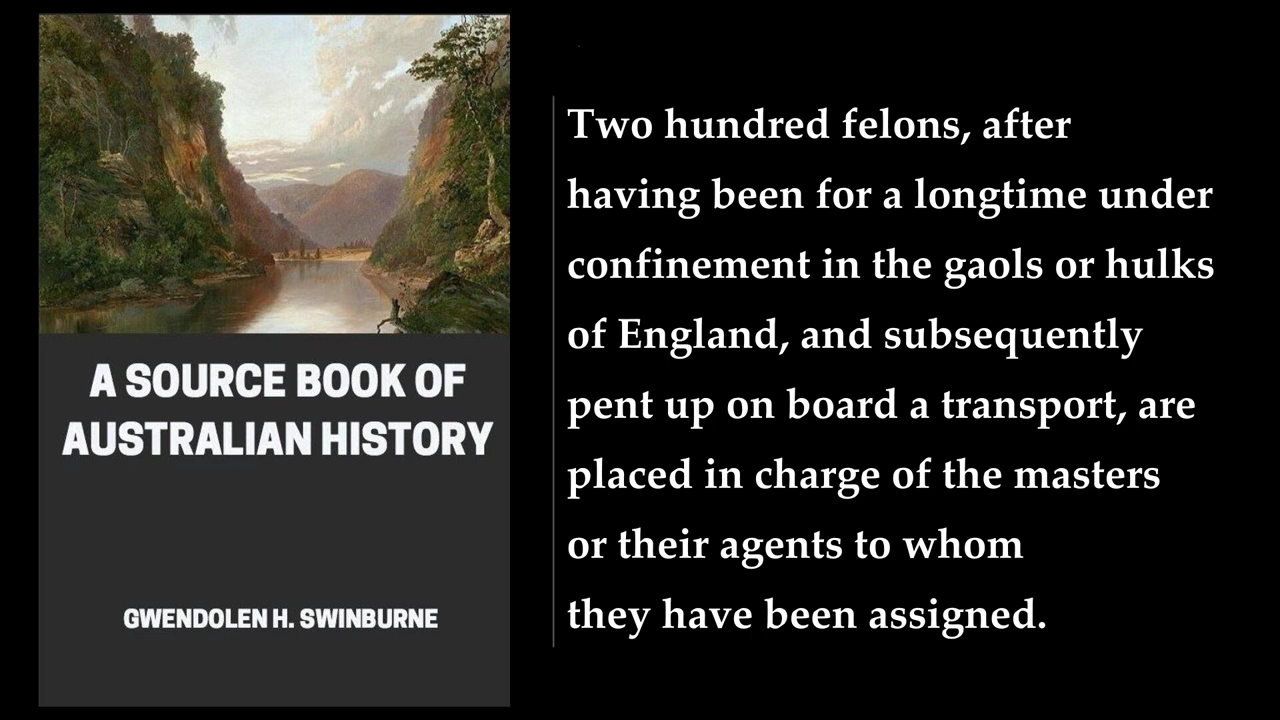 A SOURCE BOOK OF
AUSTRALIAN HISTORY
GWENDOLEN H. SWINBURNE
Two hundred felons, after
having been for a longtime under
confinement in the gaols or hulks
of England, and subsequently
pent up on board a transport, are
placed in charge of the masters
or their agents to whom
they have been assigned.